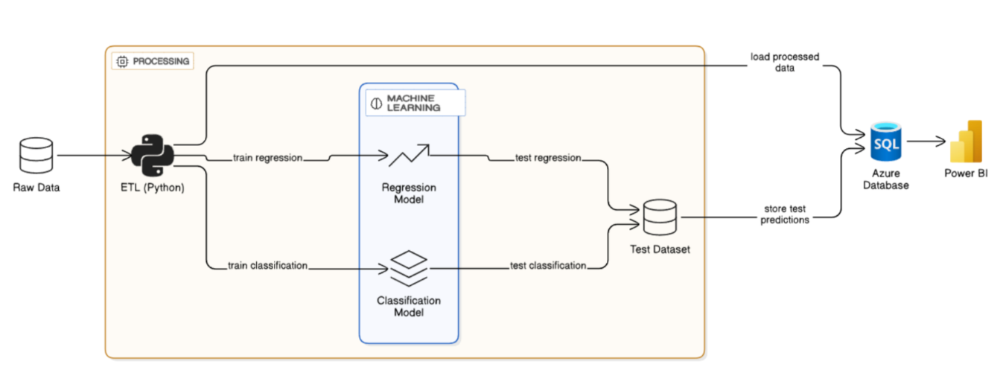 PROCESSING
load processed
data
MACHINE
LEARNING
SQL
train regression
test regression
Raw Data
ETL (Python)
Regression
Model
Azure
Database
Power BI
store test
predictions
Test Dataset
train classification
test classification
Classification
Model